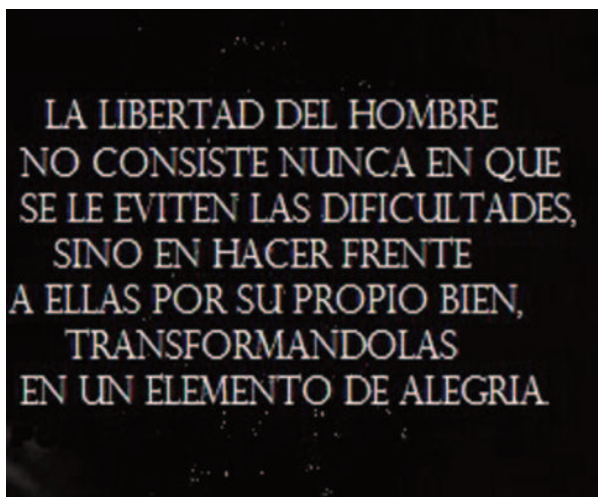 LA LIBERTAD DEL HOMBRE
NO CONSISTE NUNCA EN QUE
SE LE EVITEN LAS DIFICULTADES,
SINO EN HACER FRENTE
A ELLAS POR SU PROPIO BIEN,
TRANSFORMANDOLAS
EN UN ELEMENTO DE ALEGRIA.